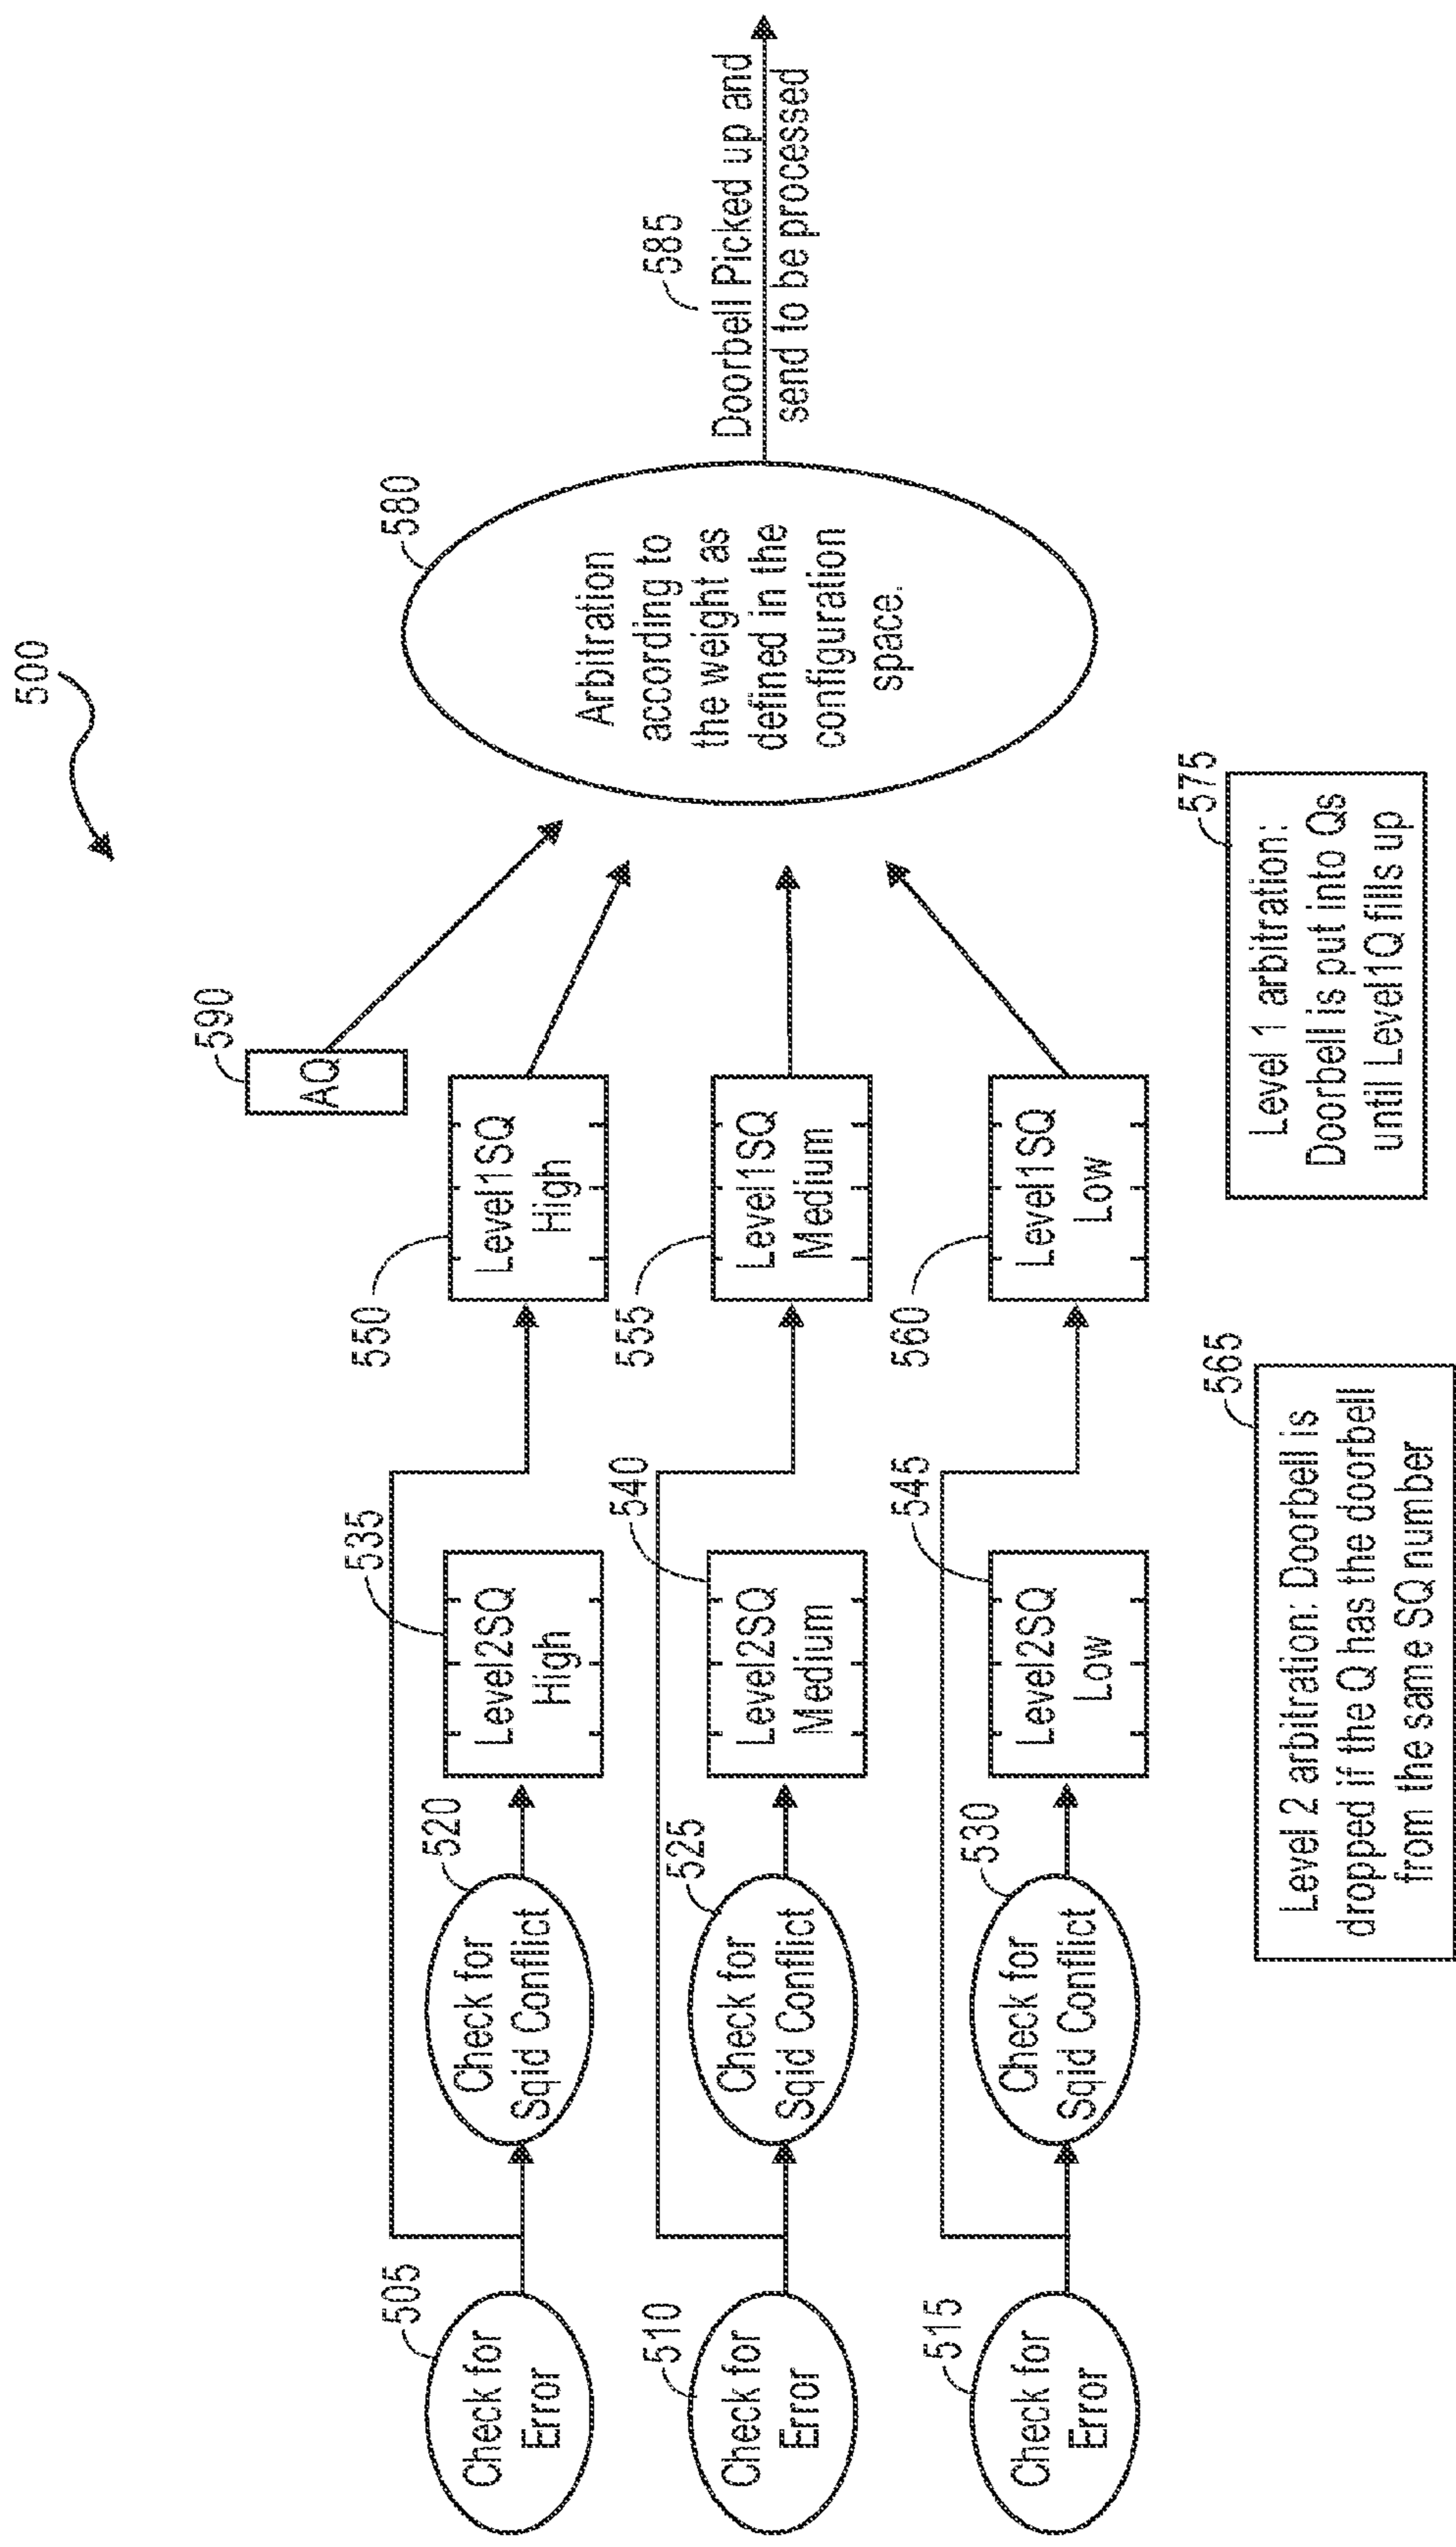 500
505
Check for
Error
520
Check for
Sqid Conflict
535
Level2SQ
High
550
Level1SQ
High
590
AQ
510
Check for
Error
525
Check for
Sqid Conflict
540
Level2SQ
Medium
555
Level1SQ
Medium
515
Check for
Error
530
Check for
Sqid Conflict
545
Level2SQ
Low
560
Level1SQ
Low
580
Arbitration
according to
the weight as
defined in the
configuration
space.
585
Doorbell Picked up and
send to be processed
565
Level 2 arbitration: Doorbell is
dropped if the Q has the doorbell
from the same SQ number
575
Level 1 arbitration:
Doorbell is put into Qs
until Level1Q fills up